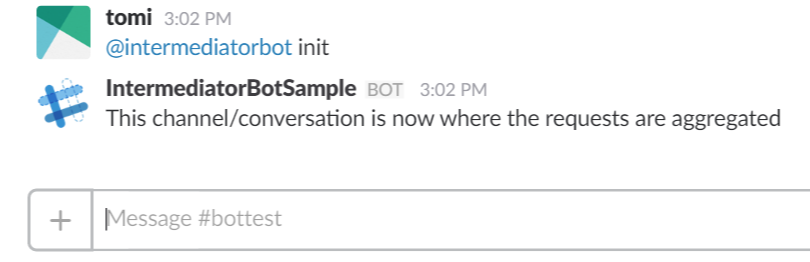 tomi 3:02 PM
@intermediatorbot init
IntermediatorBotSample BOT 3:02 PM
This channel/conversation is now where the requests are aggregated
Message #bottest